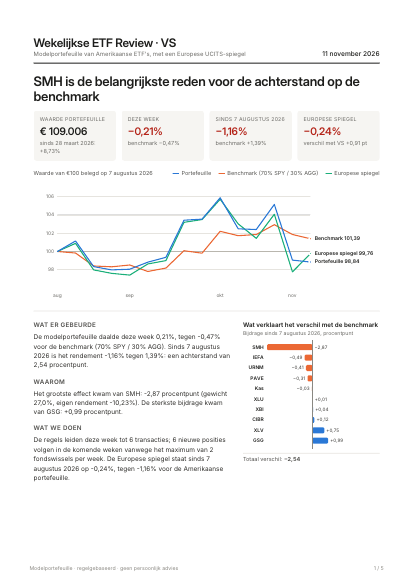 Wekelijkse ETF Review · VS
Modelportefeuille van Amerikaanse ETF's, met een Europese UCITS-spiegel
11 november 2026
SMH is de belangrijkste reden voor de achterstand op de
benchmark
WAARDE PORTEFEUILLE
€ 109.006
sinds 28 maart 2026
+8,73%
DEZE WEEK
−0,21%
benchmark −0,47%
SINDS 7 AUGUSTUS 2026
−1,16%
benchmark +1,39%
EUROPESE SPIEGEL
−0,24%
verschil met VS +0,91 pt
Waarde van €100 belegd op 7 augustus 2026
Portefeuille
Benchmark (70% SPY / 30% AGG)
Europese spiegel
106
104
102
100
98
aug
sep
okt
nov
Benchmark 101,39
Europese spiegel 99,76
Portefeuille 98,84
WAT ER GEBEURDE
De modelportefeuille daalde deze week 0,21%, tegen -0,47%
voor de benchmark (70% SPY / 30% AGG). Sinds 7 augustus
2026 is het rendement -1,16% tegen 1,39%: een achterstand van
2,54 procentpunt.
WAAROM
Het grootste effect kwam van SMH: -2,87 procentpunt (gewicht
27,0%, eigen rendement -10,23%). De sterkste bijdrage kwam
van GSG: +0,99 procentpunt.
WAT WE DOEN
De regels leiden deze week tot 6 transacties; 6 nieuwe posities
volgen in de komende weken vanwege het maximum van 2
fondswissels per week. De Europese spiegel staat sinds 7
augustus 2026 op -0,24%, tegen -1,16% voor de Amerikaanse
portefeuille.
Wat verklaart het verschil met de benchmark
Bijdrage sinds 7 augustus 2026, procentpunt
SMH −2,87
IEFA −0,49
URNM −0,41
PAVE −0,31
Kas −0,03
XLU +0,01
XBI +0,04
CIBR +0,12
XLV +0,75
GSG +0,99
Totaal verschil −2,54
Modelportefeuille · regelgebaseerd · geen persoonlijk advies
1 / 5